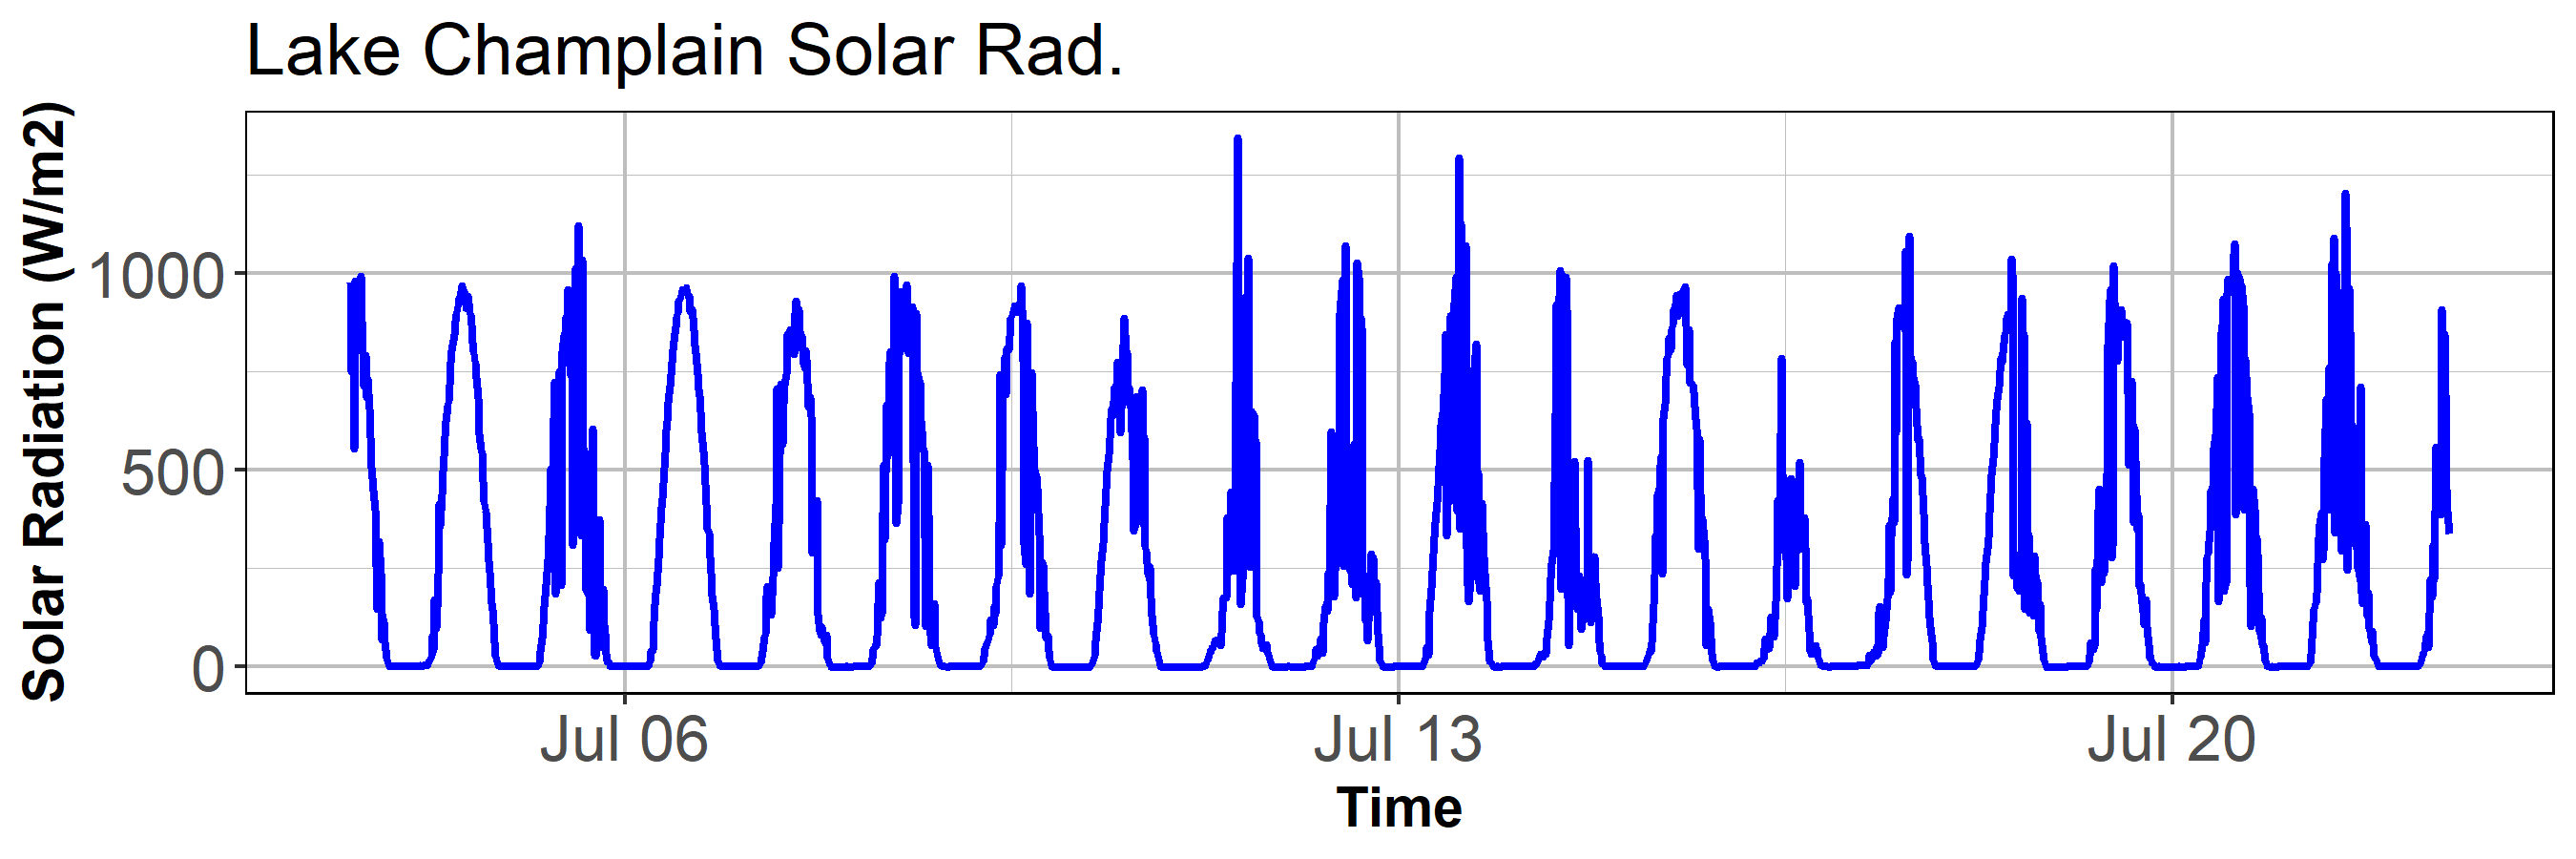 Lake Champlain Solar Rad.
Solar Radiation (W/m2)
1000
500
0
Jul 06
Jul 13
Jul 20
Time